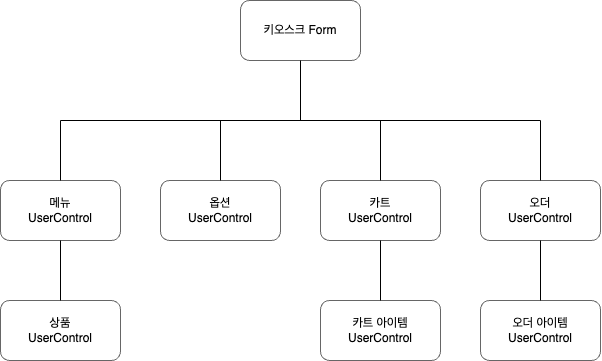 키오스크 Form
메뉴
UserControl
옵션
UserControl
카트
UserControl
오더
UserControl
상품
UserControl
카트 아이템
UserControl
오더 아이템
UserControl